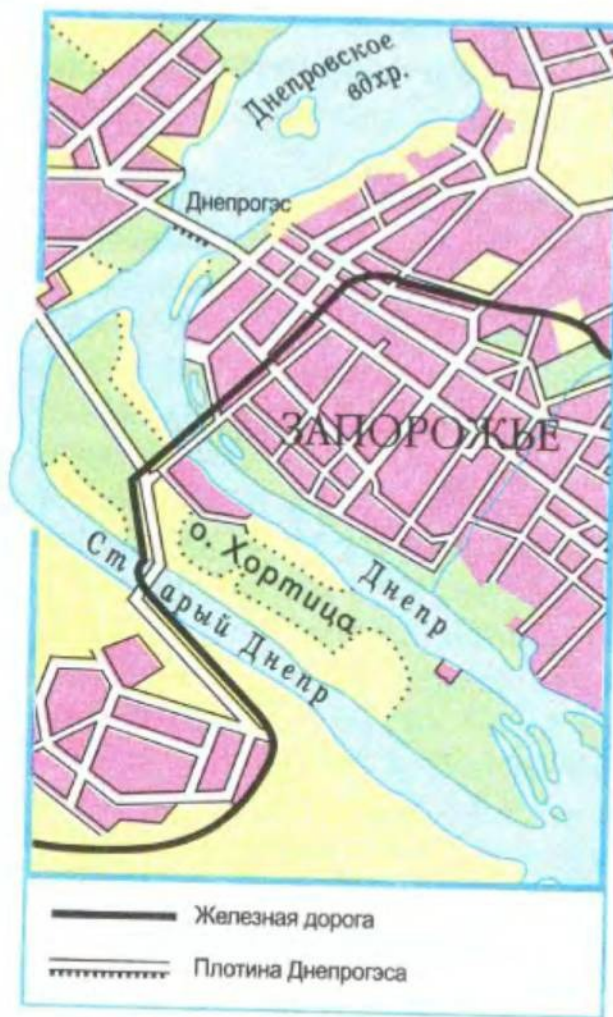 Днепровское
вдхр.
Днепрогэс
ЗАПОРОЖЬЕ
о. Хортица
Днепр
Старый Днепр
Железная дорога
Плотина Днепрогэса